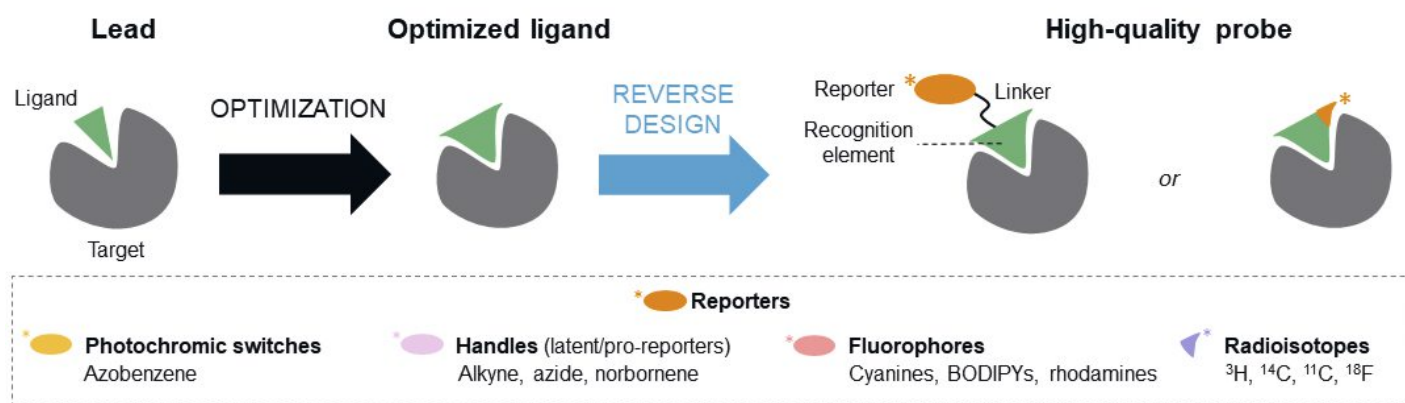 Lead
Optimized ligand
High-quality probe
Ligand
OPTIMIZATION
REVERSE
DESIGN
Reporter *
Linker
Recognition
element
*
or
Target
* Reporters
* Photochromic switches
Azobenzene
* Handles (latent/pro-reporters)
Alkyne, azide, norbornene
* Fluorophores
Cyanines, BODIPYs, rhodamines
* Radioisotopes
³H, ¹⁴C, ¹¹C, ¹⁸F